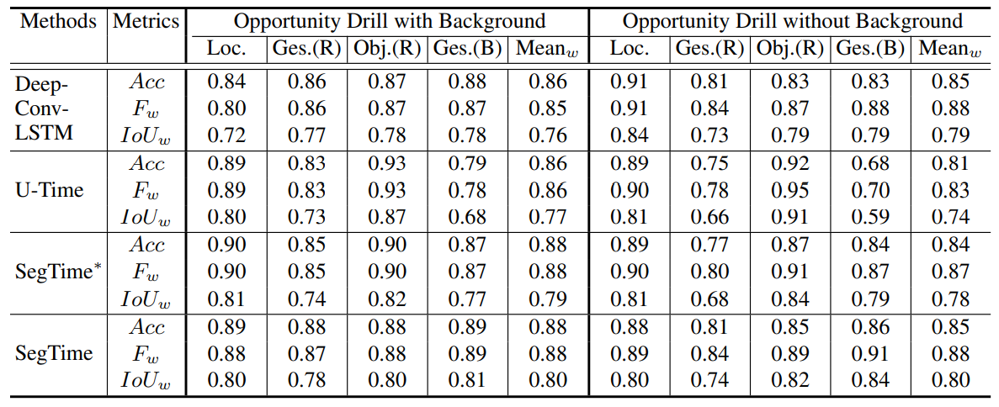 Methods Metrics Opportunity Drill with Background Opportunity Drill without Background
Loc. Ges.(R) Obj.(R) Ges.(B) Mean_w Loc. Ges.(R) Obj.(R) Ges.(B) Mean_w
Deep- Acc 0.84 0.86 0.87 0.88 0.86 0.91 0.81 0.83 0.83 0.85
Conv- F_w 0.80 0.86 0.87 0.87 0.85 0.91 0.84 0.87 0.88 0.88
LSTM IoU_w 0.72 0.77 0.78 0.78 0.76 0.84 0.73 0.79 0.79 0.79
Acc 0.89 0.83 0.93 0.79 0.86 0.89 0.75 0.92 0.68 0.81
U-Time F_w 0.89 0.83 0.93 0.78 0.86 0.90 0.78 0.95 0.70 0.83
IoU_w 0.80 0.73 0.87 0.68 0.77 0.81 0.66 0.91 0.59 0.74
Acc 0.90 0.85 0.90 0.87 0.88 0.89 0.77 0.87 0.84 0.84
SegTime* F_w 0.90 0.85 0.90 0.87 0.88 0.90 0.80 0.91 0.87 0.87
IoU_w 0.81 0.74 0.82 0.77 0.79 0.81 0.68 0.84 0.79 0.78
Acc 0.89 0.88 0.88 0.89 0.88 0.88 0.81 0.85 0.86 0.85
SegTime F_w 0.88 0.87 0.88 0.89 0.88 0.89 0.84 0.89 0.91 0.88
IoU_w 0.80 0.78 0.80 0.81 0.80 0.80 0.74 0.82 0.84 0.80